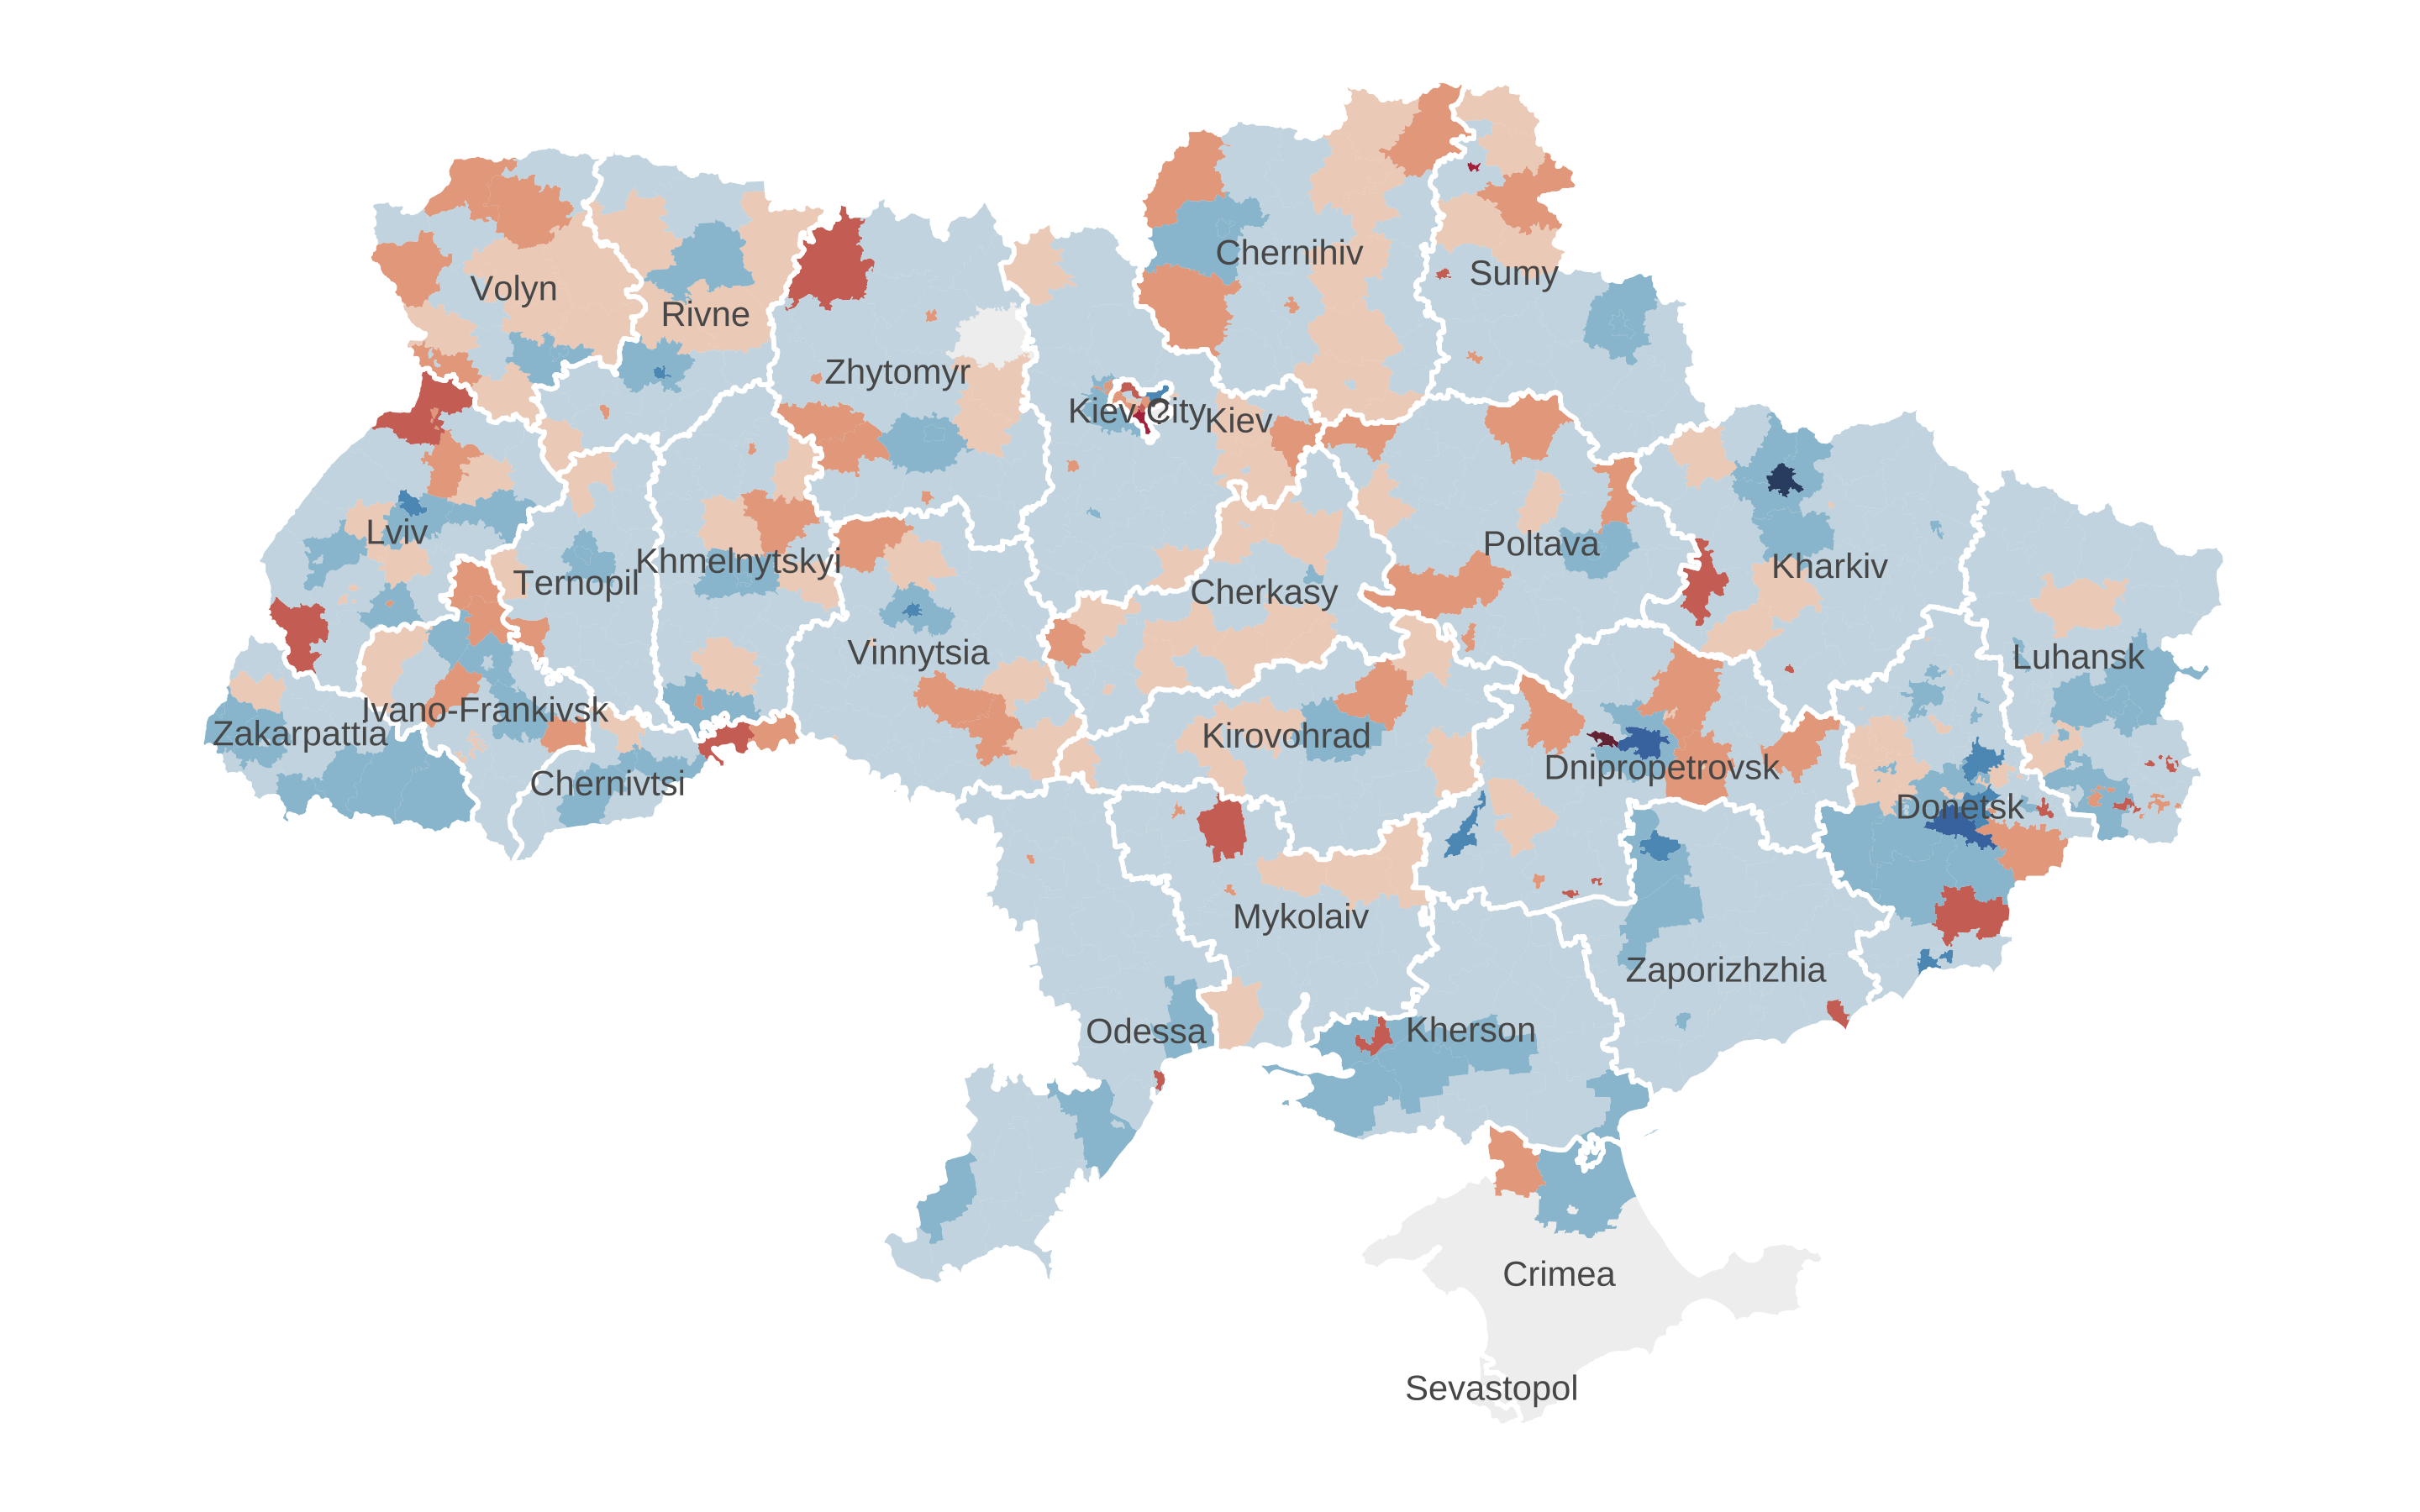 Chernihiv
Sumy
Volyn
Rivne
Zhytomyr
Kiev City
Kiev
Lviv
Poltava
Khmelnytskyi
Kharkiv
Ternopil
Cherkasy
Vinnytsia
Luhansk
Ivano-Frankivsk
Zakarpattia
Kirovohrad
Dnipropetrovsk
Chernivtsi
Donetsk
Mykolaiv
Zaporizhzhia
Odessa
Kherson
Crimea
Sevastopol